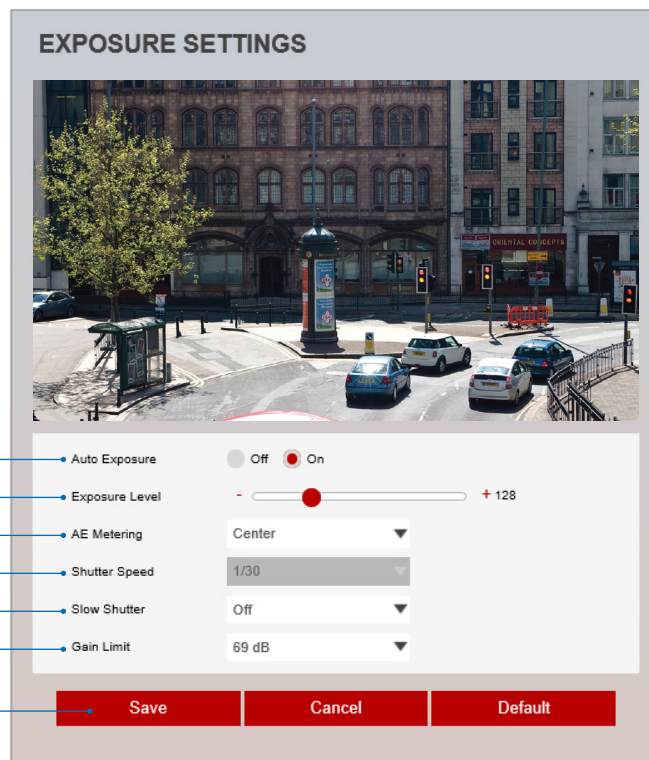 EXPOSURE SETTINGS
ORIENTAL CONCEPTS
Auto Exposure Off On
Exposure Level - + 128
AE Metering Center
Shutter Speed 1/30
Slow Shutter Off
Gain Limit 69 dB
Save Cancel Default